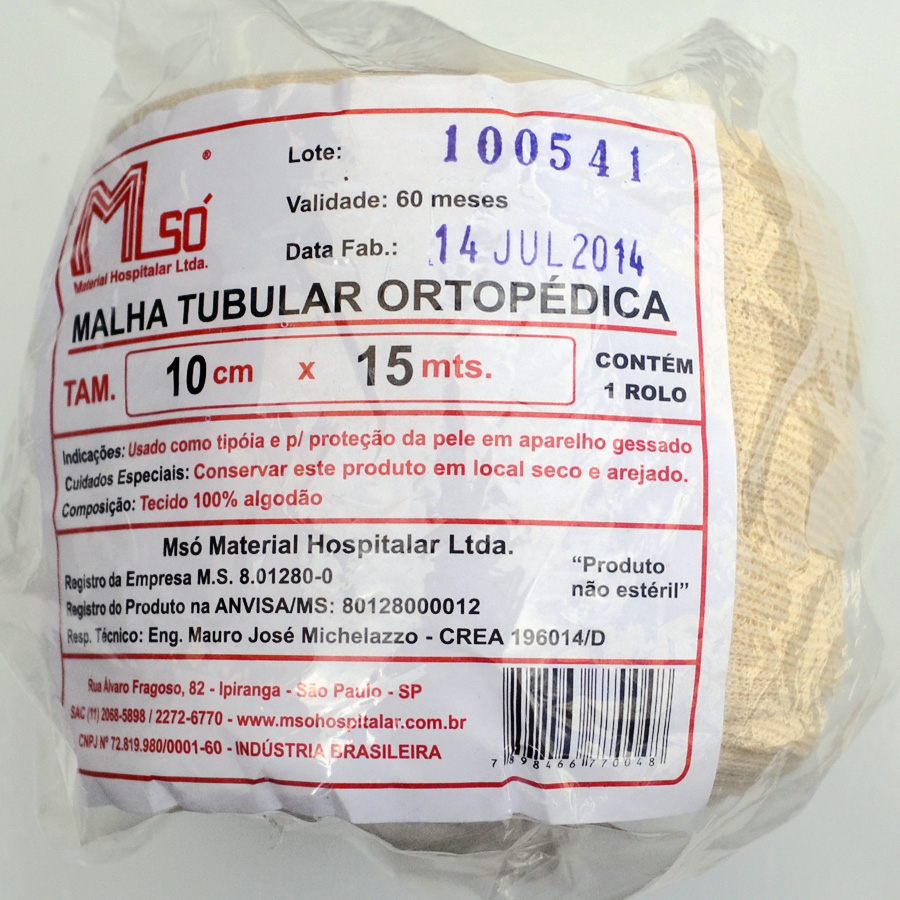 Lote: 100541
Validade: 60 meses
Data Fab.: 14 JUL 2014
Msó ®
Material Hospitalar Ltda.
MALHA TUBULAR ORTOPÉDICA
TAM. 10 cm x 15 mts.
CONTÉM
1 ROLO
Indicações: Usado como tipóia e p/ proteção da pele em aparelho gessado
Cuidados Especiais: Conservar este produto em local seco e arejado.
Composição: Tecido 100% algodão
Msó Material Hospitalar Ltda.
Registro da Empresa M.S. 8.01280-0
Registro do Produto na ANVISA/MS: 80128000012
Resp. Técnico: Eng. Mauro José Michelazzo - CREA 196014/D
“Produto
não estéril”
Rua Álvaro Fragoso, 82 - Ipiranga - São Paulo - SP
SAC (11) 2068-5898 / 2272-6770 - www.msohospitalar.com.br
CNPJ Nº 72.819.980/0001-60 - INDÚSTRIA BRASILEIRA
7 898466 770048